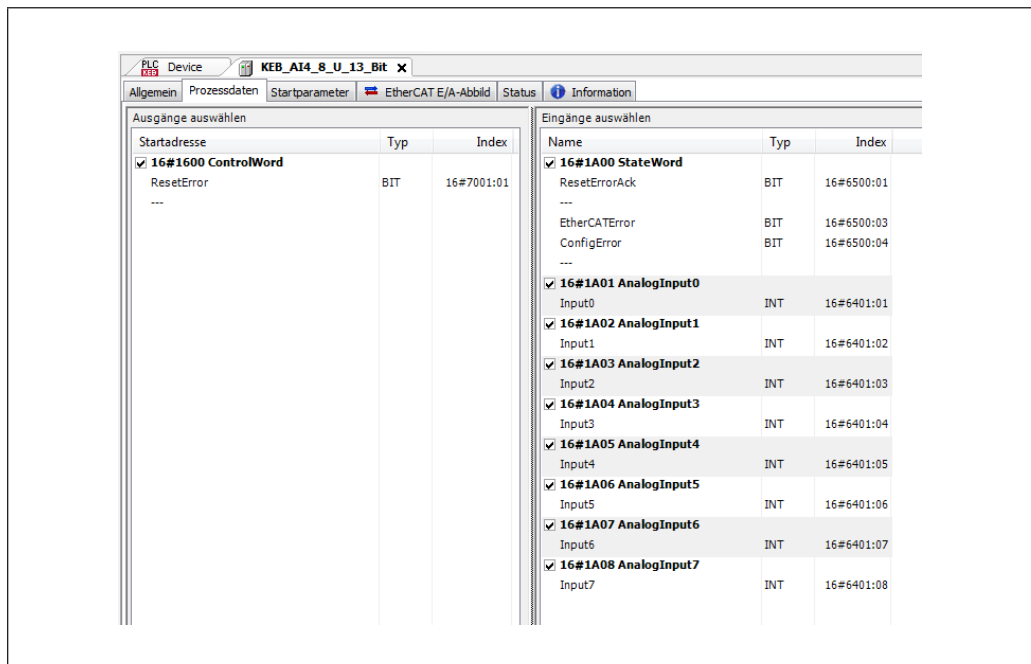 PLC KEB Device KEB_AI4_8_U_13_Bit x
Allgemein Prozessdaten Startparameter EtherCAT E/A-Abbild Status Information
Ausgänge auswählen
Startadresse Typ Index
16#1600 ControlWord
ResetError BIT 16#7001:01
---
Eingänge auswählen
Name Typ Index
16#1A00 StateWord
ResetErrorAck BIT 16#6500:01
---
EtherCATError BIT 16#6500:03
ConfigError BIT 16#6500:04
---
16#1A01 AnalogInput0
Input0 INT 16#6401:01
16#1A02 AnalogInput1
Input1 INT 16#6401:02
16#1A03 AnalogInput2
Input2 INT 16#6401:03
16#1A04 AnalogInput3
Input3 INT 16#6401:04
16#1A05 AnalogInput4
Input4 INT 16#6401:05
16#1A06 AnalogInput5
Input5 INT 16#6401:06
16#1A07 AnalogInput6
Input6 INT 16#6401:07
16#1A08 AnalogInput7
Input7 INT 16#6401:08